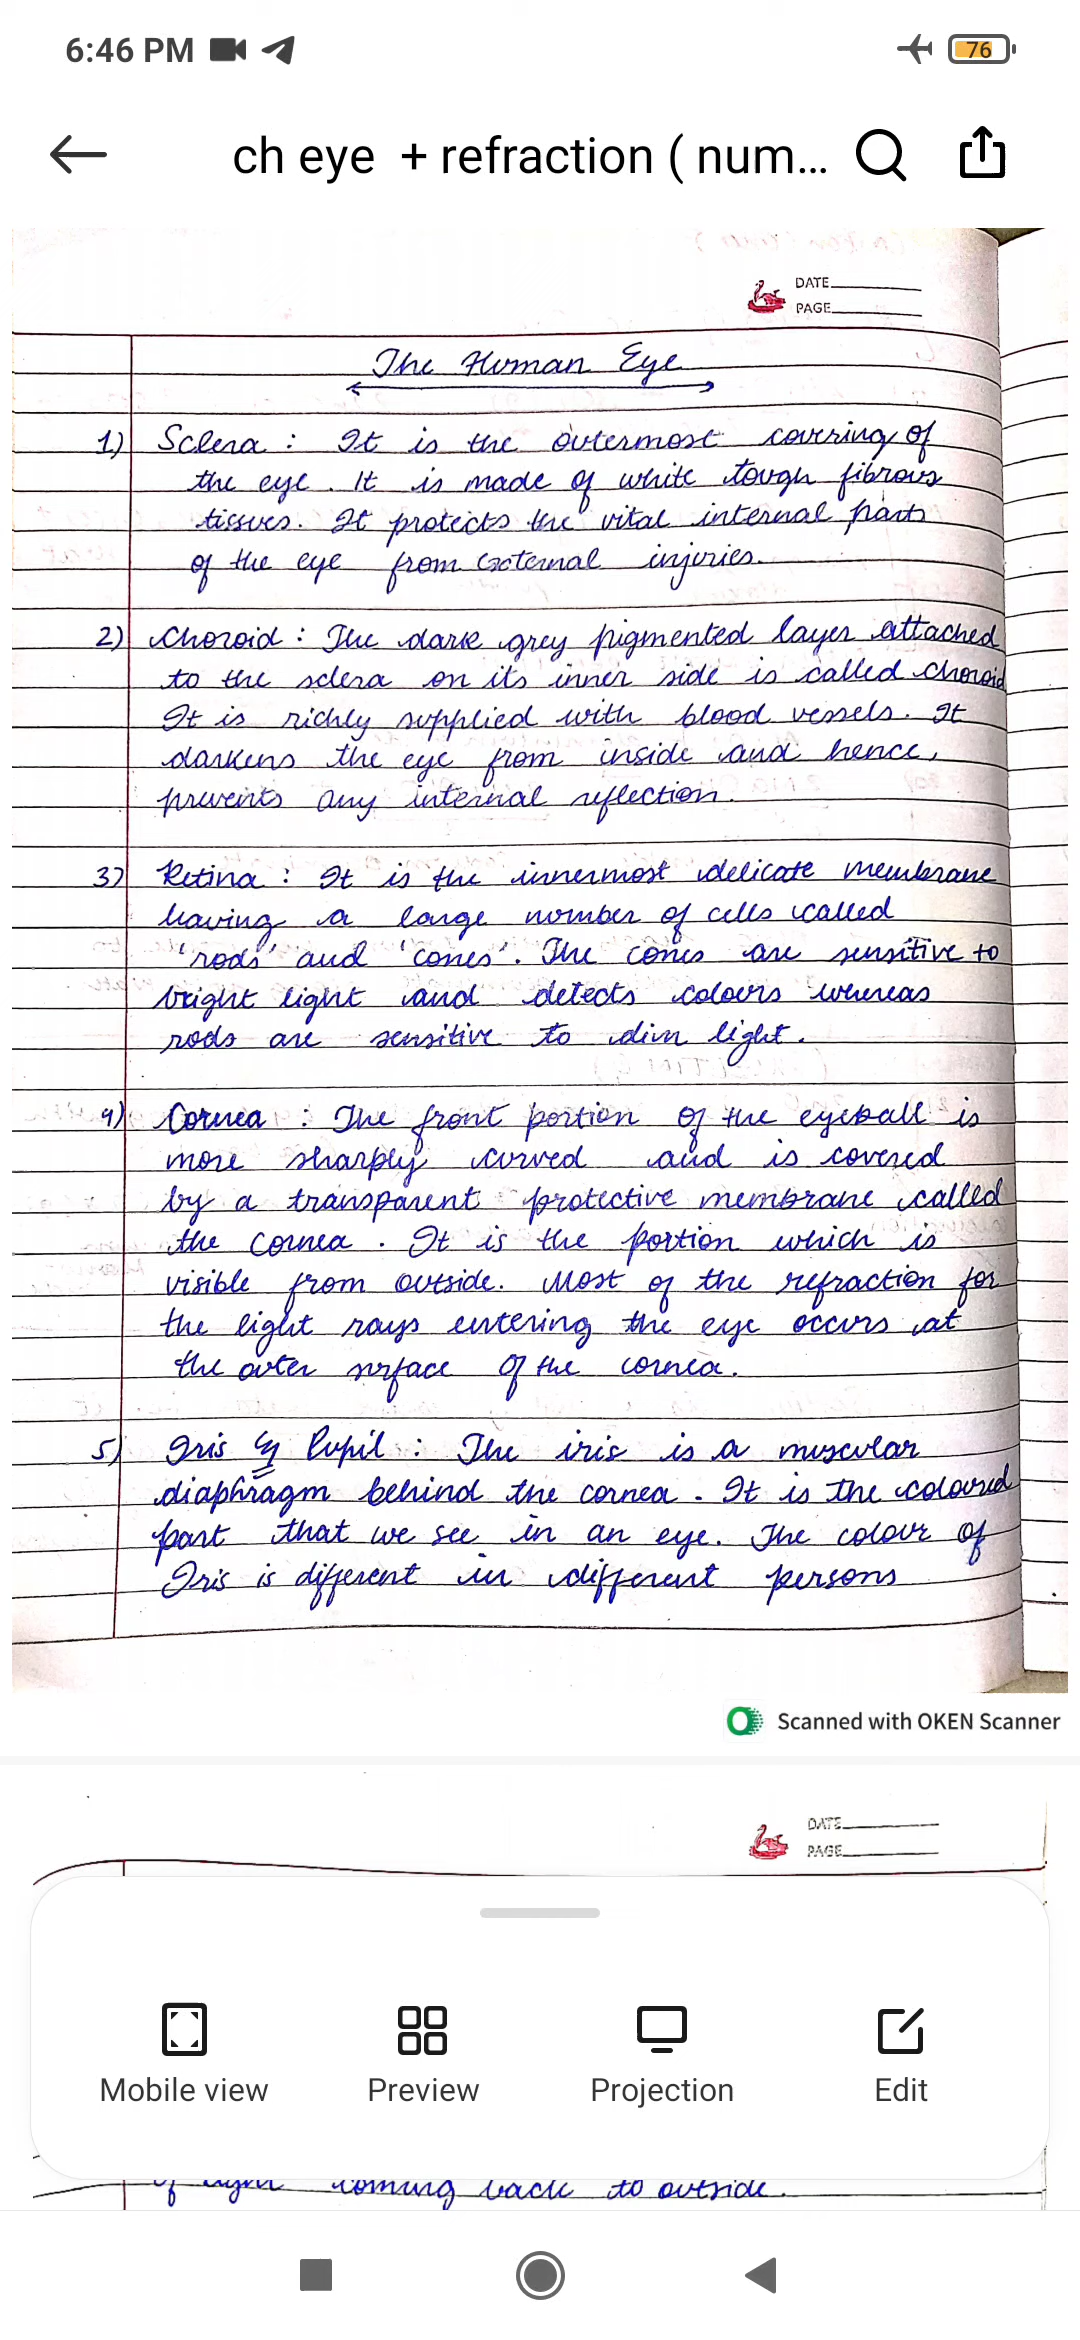 6:46 PM
76
ch eye + refraction ( num...
DATE
PAGE
The Human Eye
1) Sclera : It is the outermost covering of
the eye. It is made of white tough fibrous
tissues. It protects the vital internal parts
of the eye from external injuries.
2) Choroid : The dark grey pigmented layer attached
to the sclera on its inner side is called choroid
It is richly supplied with blood vessels. It
darkens the eye from inside and hence,
prevents any internal reflection.
3) Retina : It is the innermost delicate membrane
having a large number of cells called
'rods' and 'cones'. The cones are sensitive to
bright light and detects colours whereas
rods are sensitive to dim light.
4) Cornea : The front portion of the eyeball is
more sharply curved and is covered
by a transparent protective membrane called
the cornea. It is the portion which is
visible from outside. Most of the refraction for
the light rays entering the eye occurs at
the outer surface of the cornea.
5) Iris & Pupil : The iris is a muscular
diaphragm behind the cornea. It is the coloured
part that we see in an eye. The colour of
Iris is different in different persons
Scanned with OKEN Scanner
DATE
PAGE
Mobile view
Preview
Projection
Edit
of light coming back to outside.